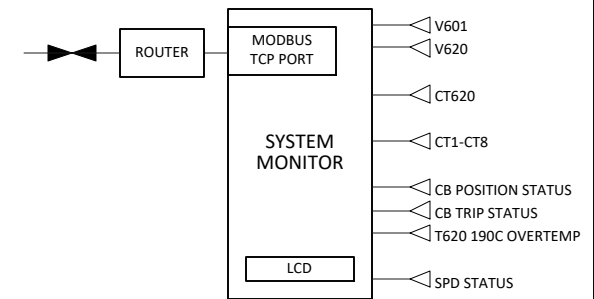 ROUTER
MODBUS
TCP PORT
SYSTEM
MONITOR
LCD
V601
V620
CT620
CT1-CT8
CB POSITION STATUS
CB TRIP STATUS
T620 190C OVERTEMP
SPD STATUS